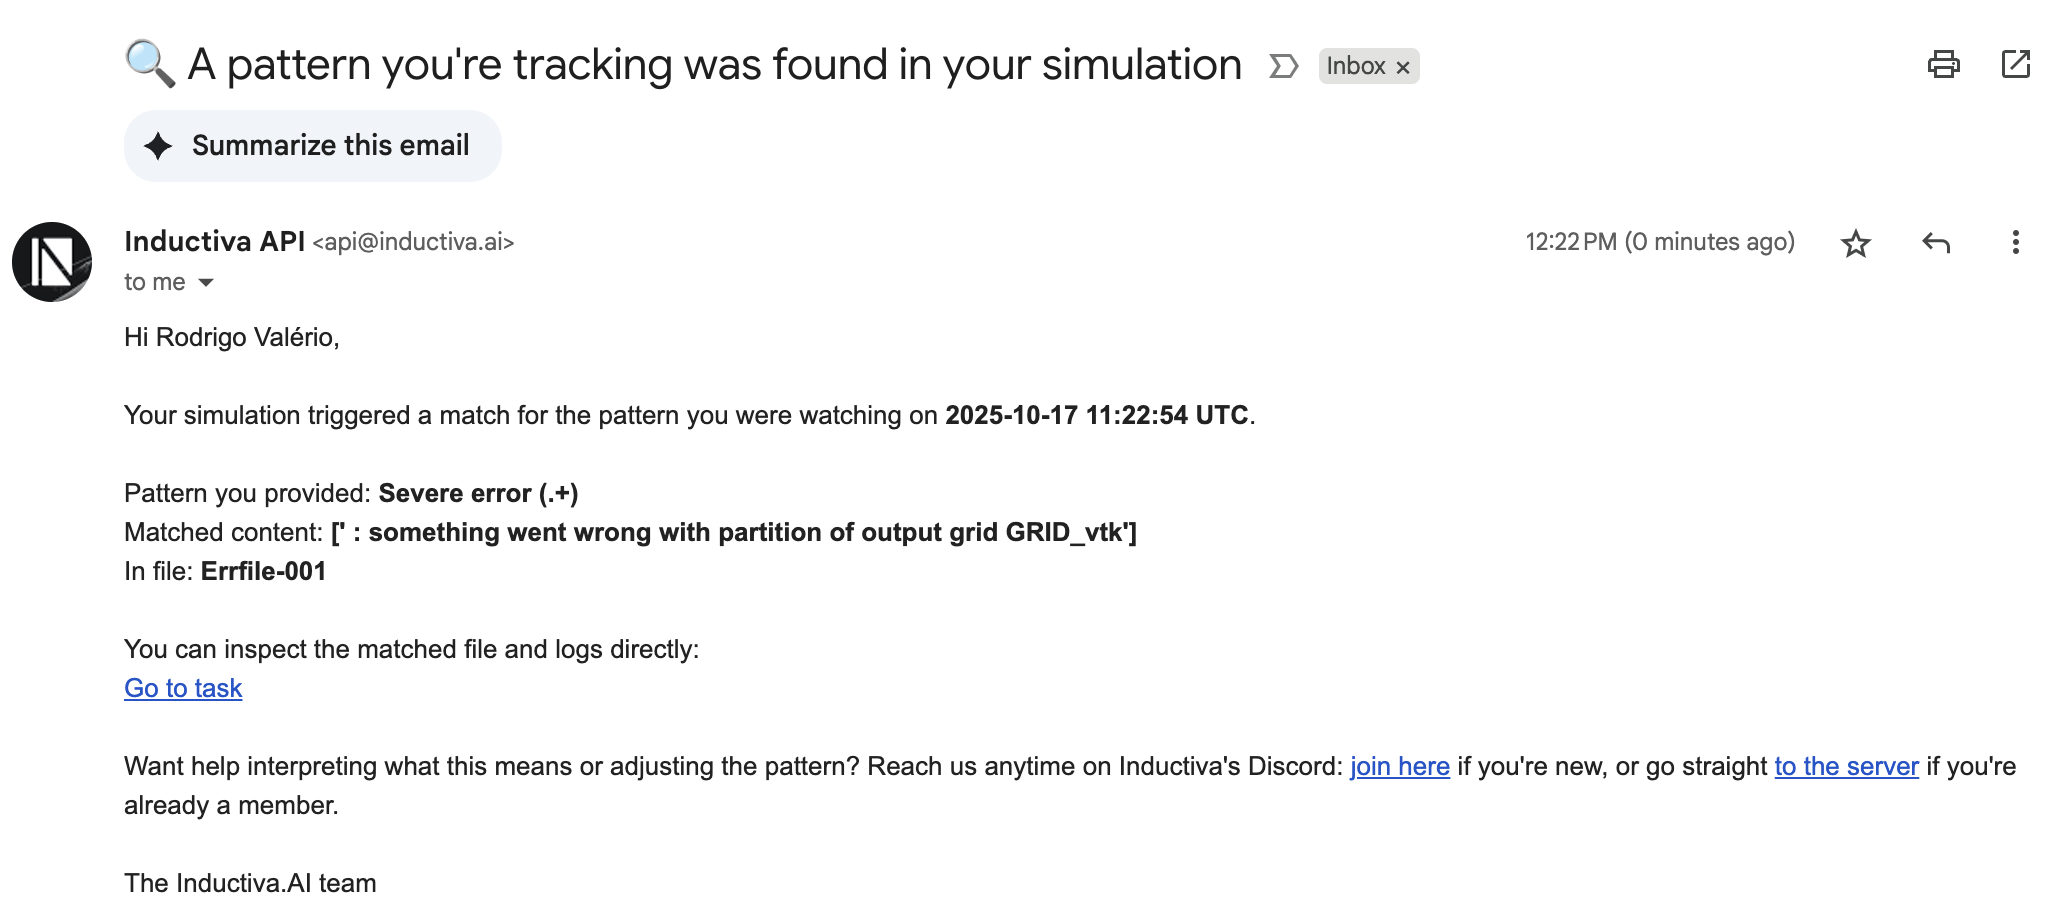 🔍 A pattern you're tracking was found in your simulation Inbox ×
Summarize this email
Inductiva API <api@inductiva.ai> 12:22 PM (0 minutes ago)
to me
Hi Rodrigo Valério,
Your simulation triggered a match for the pattern you were watching on 2025-10-17 11:22:54 UTC.
Pattern you provided: Severe error (.+)
Matched content: [' : something went wrong with partition of output grid GRID_vtk']
In file: Errfile-001
You can inspect the matched file and logs directly:
Go to task
Want help interpreting what this means or adjusting the pattern? Reach us anytime on Inductiva's Discord: join here if you're new, or go straight to the server if you're
already a member.
The Inductiva.AI team